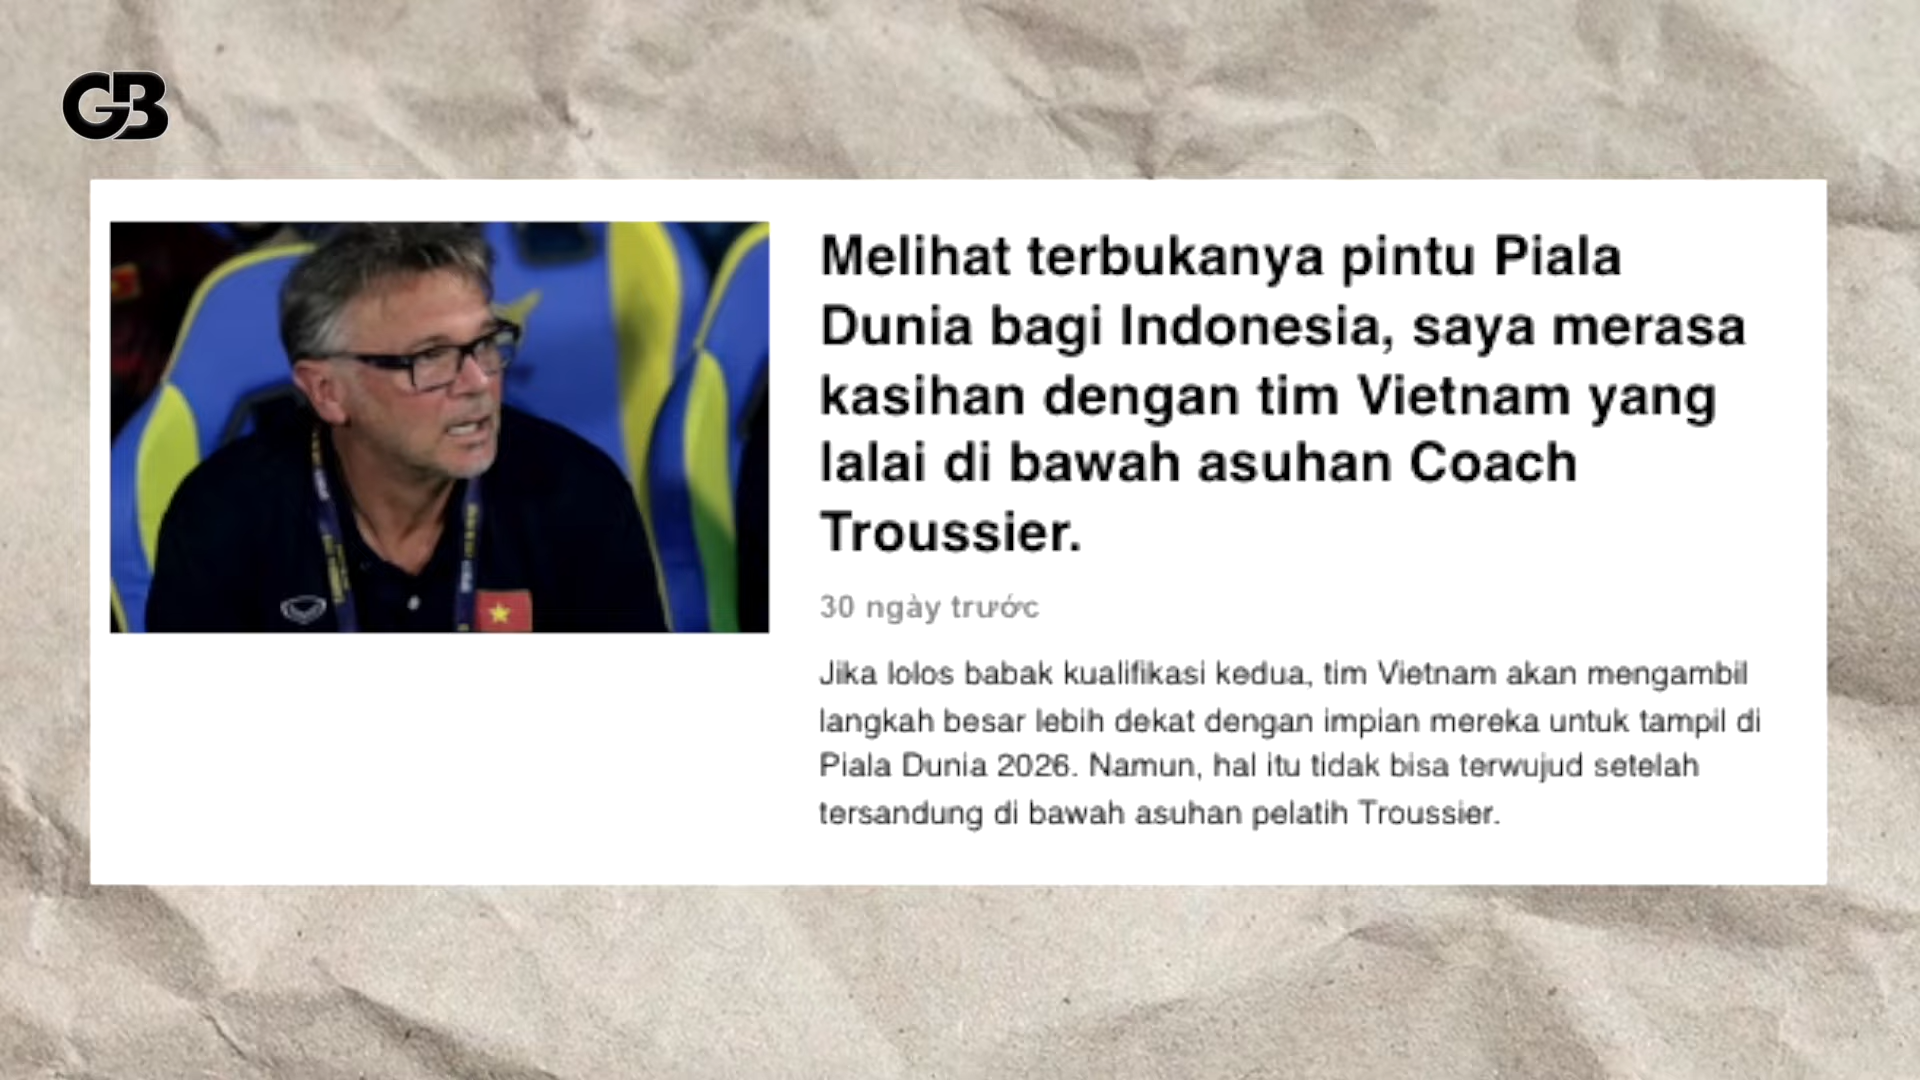 GB
Melihat terbukanya pintu Piala
Dunia bagi Indonesia, saya merasa
kasihan dengan tim Vietnam yang
lalai di bawah asuhan Coach
Troussier.
30 ngày trước
Jika lolos babak kualifikasi kedua, tim Vietnam akan mengambil
langkah besar lebih dekat dengan impian mereka untuk tampil di
Piala Dunia 2026. Namun, hal itu tidak bisa terwujud setelah
tersandung di bawah asuhan pelatih Troussier.